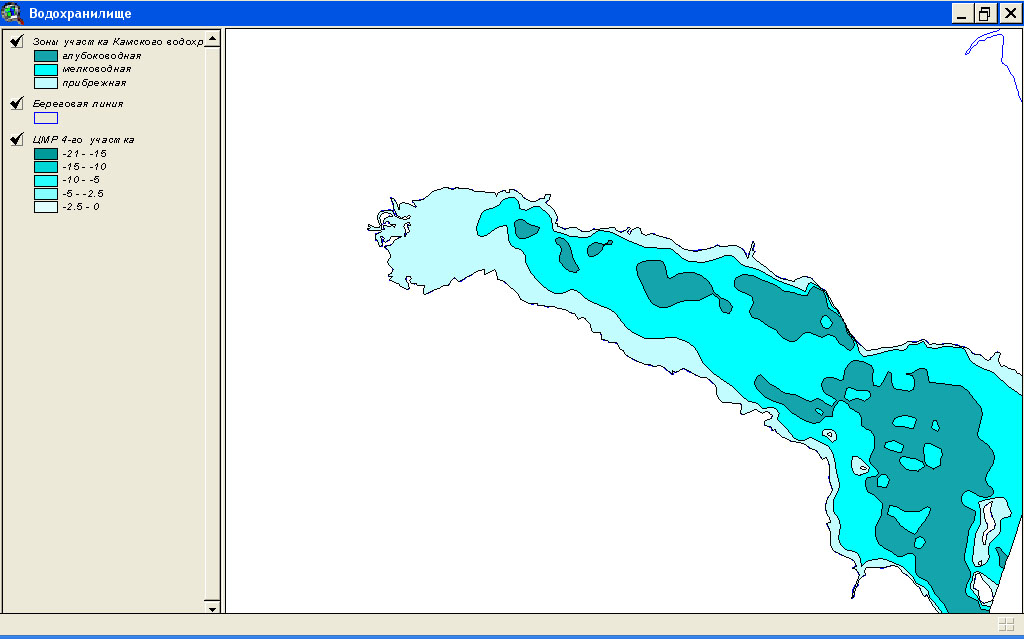 Водохранилище
Зоны участка Камского водохр
глубоководная
мелководная
прибрежная
Береговая линия
ЦМР 4-го участка
-21 - -15
-15 - -10
-10 - -5
-5 - -2.5
-2.5 - 0